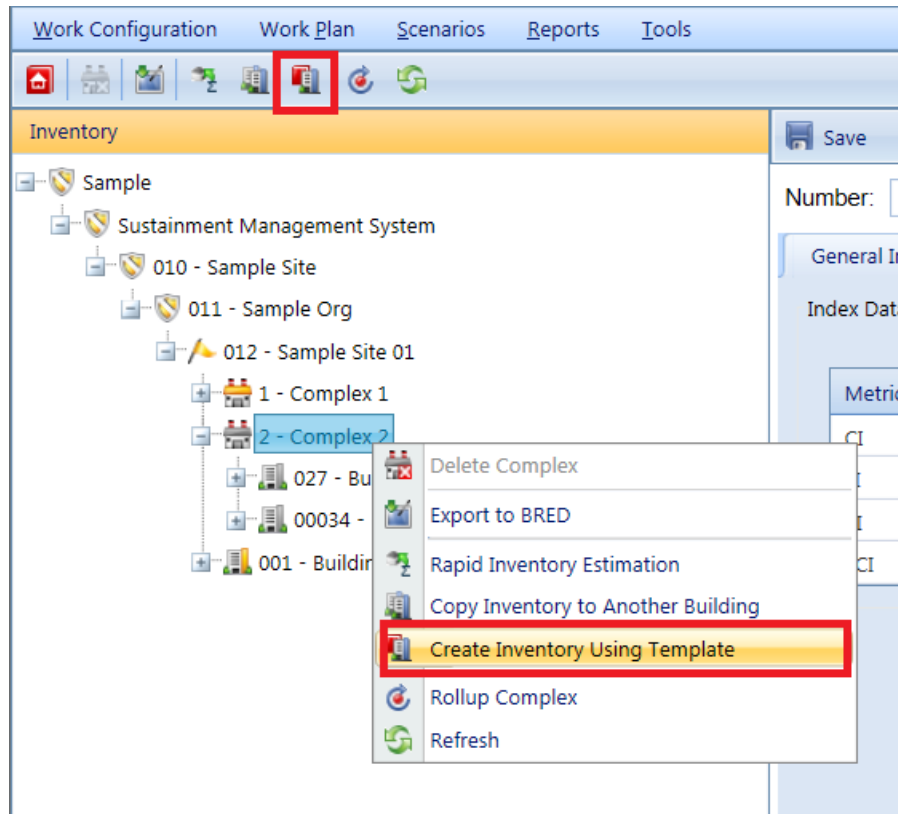 Work Configuration Work Plan Scenarios Reports Tools
Inventory
Save
Sample
Number:
Sustainment Management System
General I
010 - Sample Site
011 - Sample Org
Index Dat
012 - Sample Site 01
1 - Complex 1
Metric
2 - Complex 2
CI
Delete Complex
027 - Bu
I
Export to BRED
00034 -
I
001 - Buildin
Rapid Inventory Estimation
CI
Copy Inventory to Another Building
Create Inventory Using Template
Rollup Complex
Refresh